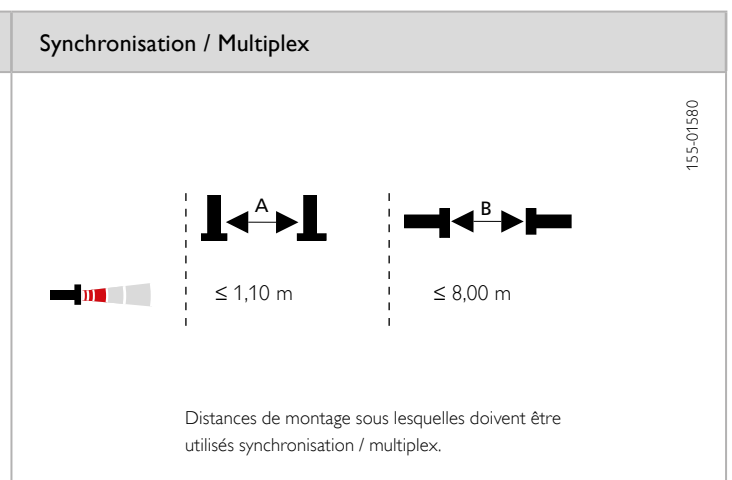 Synchronisation / Multiplex
155-01580
A
B
≤ 1,10 m
≤ 8,00 m
Distances de montage sous lesquelles doivent être
utilisés synchronisation / multiplex.